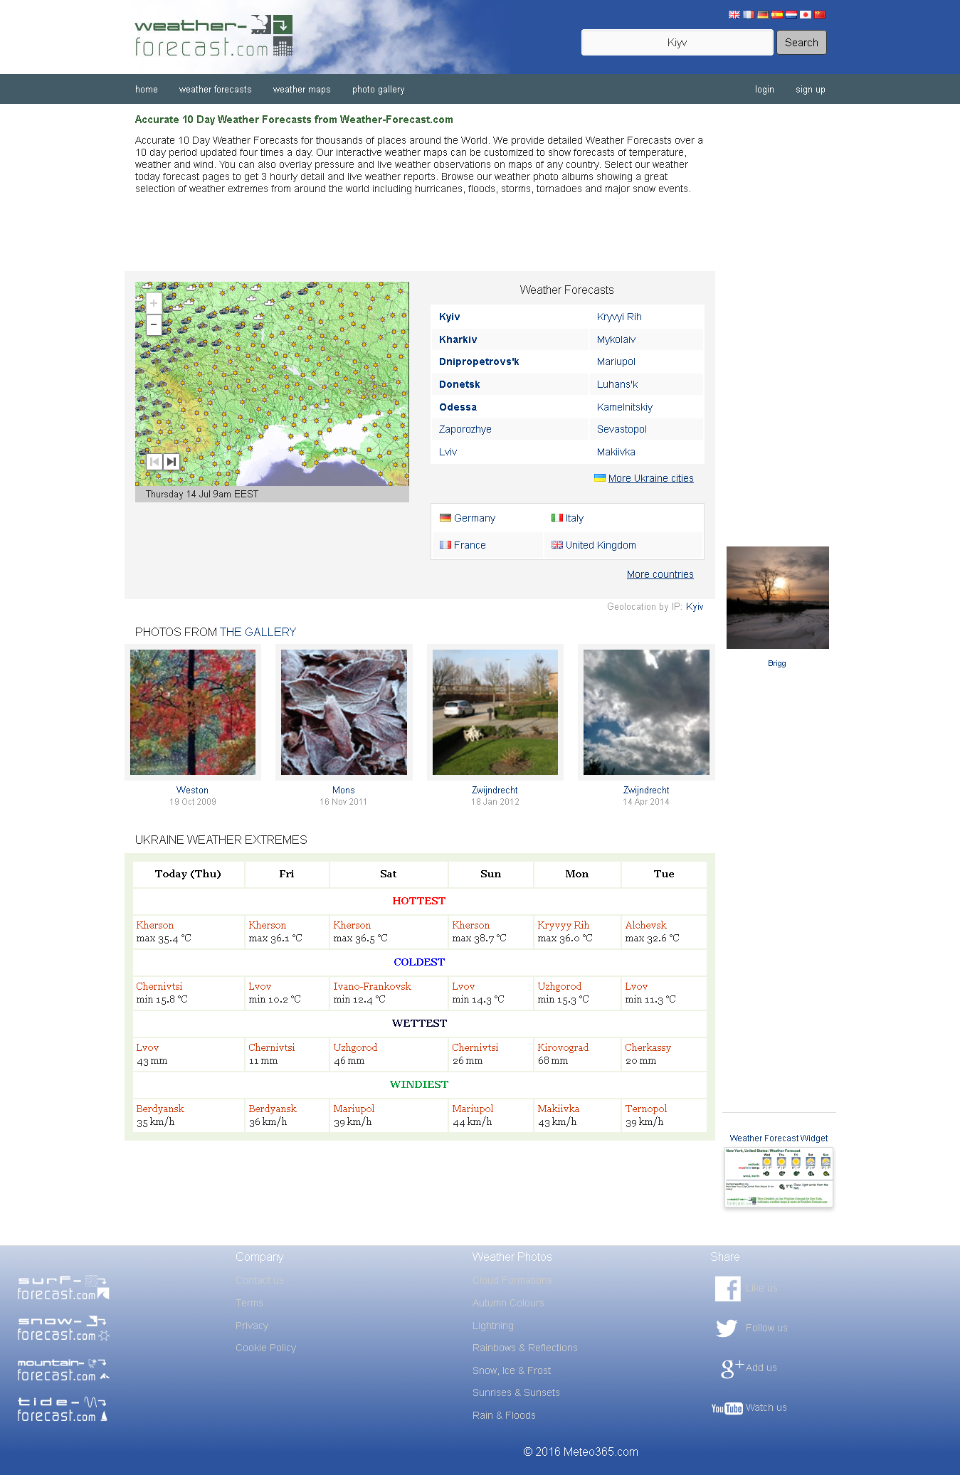 weather-
forecast.com
Kiyv
Search
home
weather forecasts
weather maps
photo gallery
login
sign up
Accurate 10 Day Weather Forecasts from Weather-Forecast.com
Accurate 10 Day Weather Forecasts for thousands of places around the World. We provide detailed Weather Forecasts over a
10 day period updated four times a day. Our interactive weather maps can be customized to show forecasts of temperature,
weather and wind. You can also overlay pressure and live weather observations on maps of any country. Select our weather
today forecast pages to get 3 hourly detail and live weather reports. Browse our weather photo albums showing a great
selection of weather extremes from around the world including hurricanes, floods, storms, tornadoes and major snow events.
+
−
Thursday 14 Jul 9am EEST
Weather Forecasts
Kyiv Kryvyi Rih
Kharkiv Mykolaiv
Dnipropetrovs'k Mariupol
Donetsk Luhans'k
Odessa Kamelnitskiy
Zaporozhye Sevastopol
Lviv Makiivka
More Ukraine cities
Germany Italy
France United Kingdom
More countries
Geolocation by IP: Kyiv
Brigg
PHOTOS FROM THE GALLERY
Weston Mons Zwijndrecht Zwijndrecht
19 Oct 2009 16 Nov 2011 18 Jan 2012 14 Apr 2014
UKRAINE WEATHER EXTREMES
Today (Thu) Fri Sat Sun Mon Tue
HOTTEST
Kherson Kherson Kherson Kherson Kryvyy Rih Alchevsk
max 35.4 °C max 36.1 °C max 36.5 °C max 38.7 °C max 36.0 °C max 32.6 °C
COLDEST
Chernivtsi Lvov Ivano-Frankovsk Lvov Uzhgorod Lvov
min 15.8 °C min 10.2 °C min 12.4 °C min 14.3 °C min 15.3 °C min 11.3 °C
WETTEST
Lvov Chernivtsi Uzhgorod Chernivtsi Kirovograd Cherkassy
43 mm 11 mm 46 mm 26 mm 68 mm 20 mm
WINDIEST
Berdyansk Berdyansk Mariupol Mariupol Makiivka Ternopol
35 km/h 36 km/h 39 km/h 44 km/h 43 km/h 39 km/h
Weather Forecast Widget
New York, United States: Weather Forecast
surf-
forecast.com
snow-
forecast.com
mountain-
forecast.com
tide-
forecast.com
Company
Contact us
Terms
Privacy
Cookie Policy
Weather Photos
Cloud Formations
Autumn Colours
Lightning
Rainbows & Reflections
Snow, Ice & Frost
Sunrises & Sunsets
Rain & Floods
Share
Like us
Follow us
Add us
You Tube Watch us
© 2016 Meteo365.com